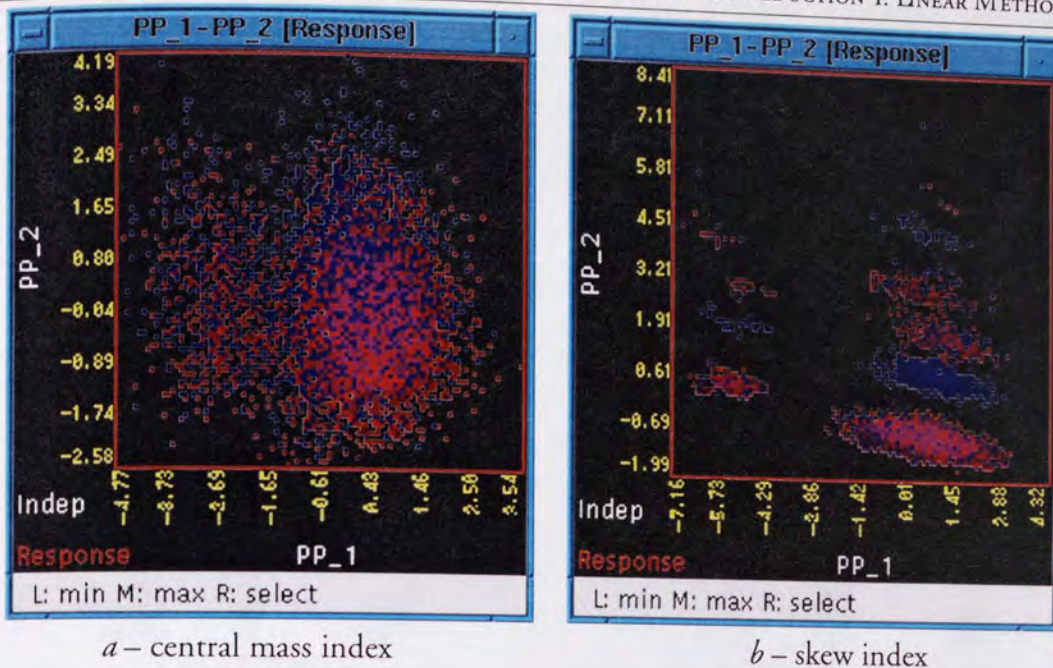 LINEAR METHO
PP_1-PP_2 [Response]
4.19
3.34
2.49
1.65
0.80
-0.04
-0.89
-1.74
-2.58
PP_2
-4.77
-3.73
-2.69
-1.65
-0.61
0.43
1.46
2.50
3.54
Indep
Response
PP_1
L: min M: max R: select
a – central mass index
PP_1-PP_2 [Response]
8.41
7.11
5.81
4.51
3.21
1.91
0.61
-0.69
-1.99
PP_2
-7.16
-5.73
-4.29
-2.86
-1.42
0.01
1.45
2.88
4.32
Indep
Response
PP_1
L: min M: max R: select
b – skew index